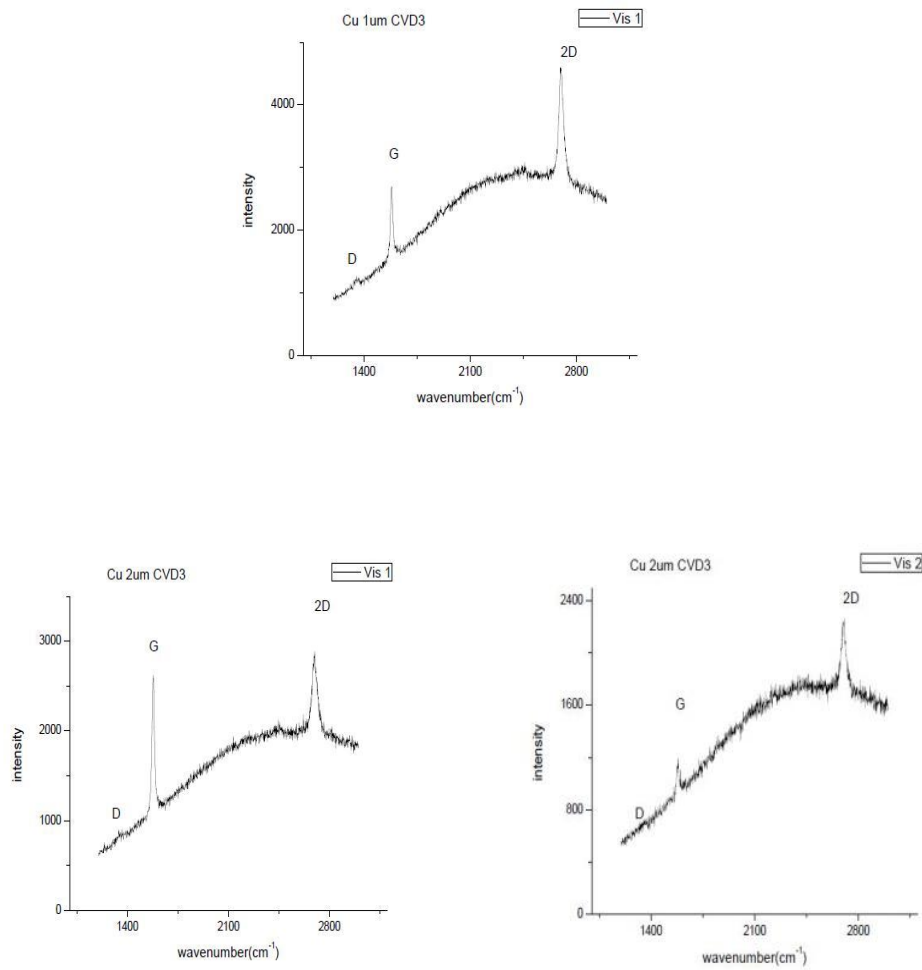 Cu 1um CVD3
Vis 1
2D
4000
G
intensity
2000
D
0
1400 2100 2800
wavenumber(cm⁻¹)
Cu 2um CVD3
Vis 1
2D
3000
G
2000
intensity
1000
D
0
1400 2100 2800
wavenumber(cm⁻¹)
Cu 2um CVD3
Vis 2
2400
2D
1600
G
intensity
800
D
0
1400 2100 2800
wavenumber(cm⁻¹)